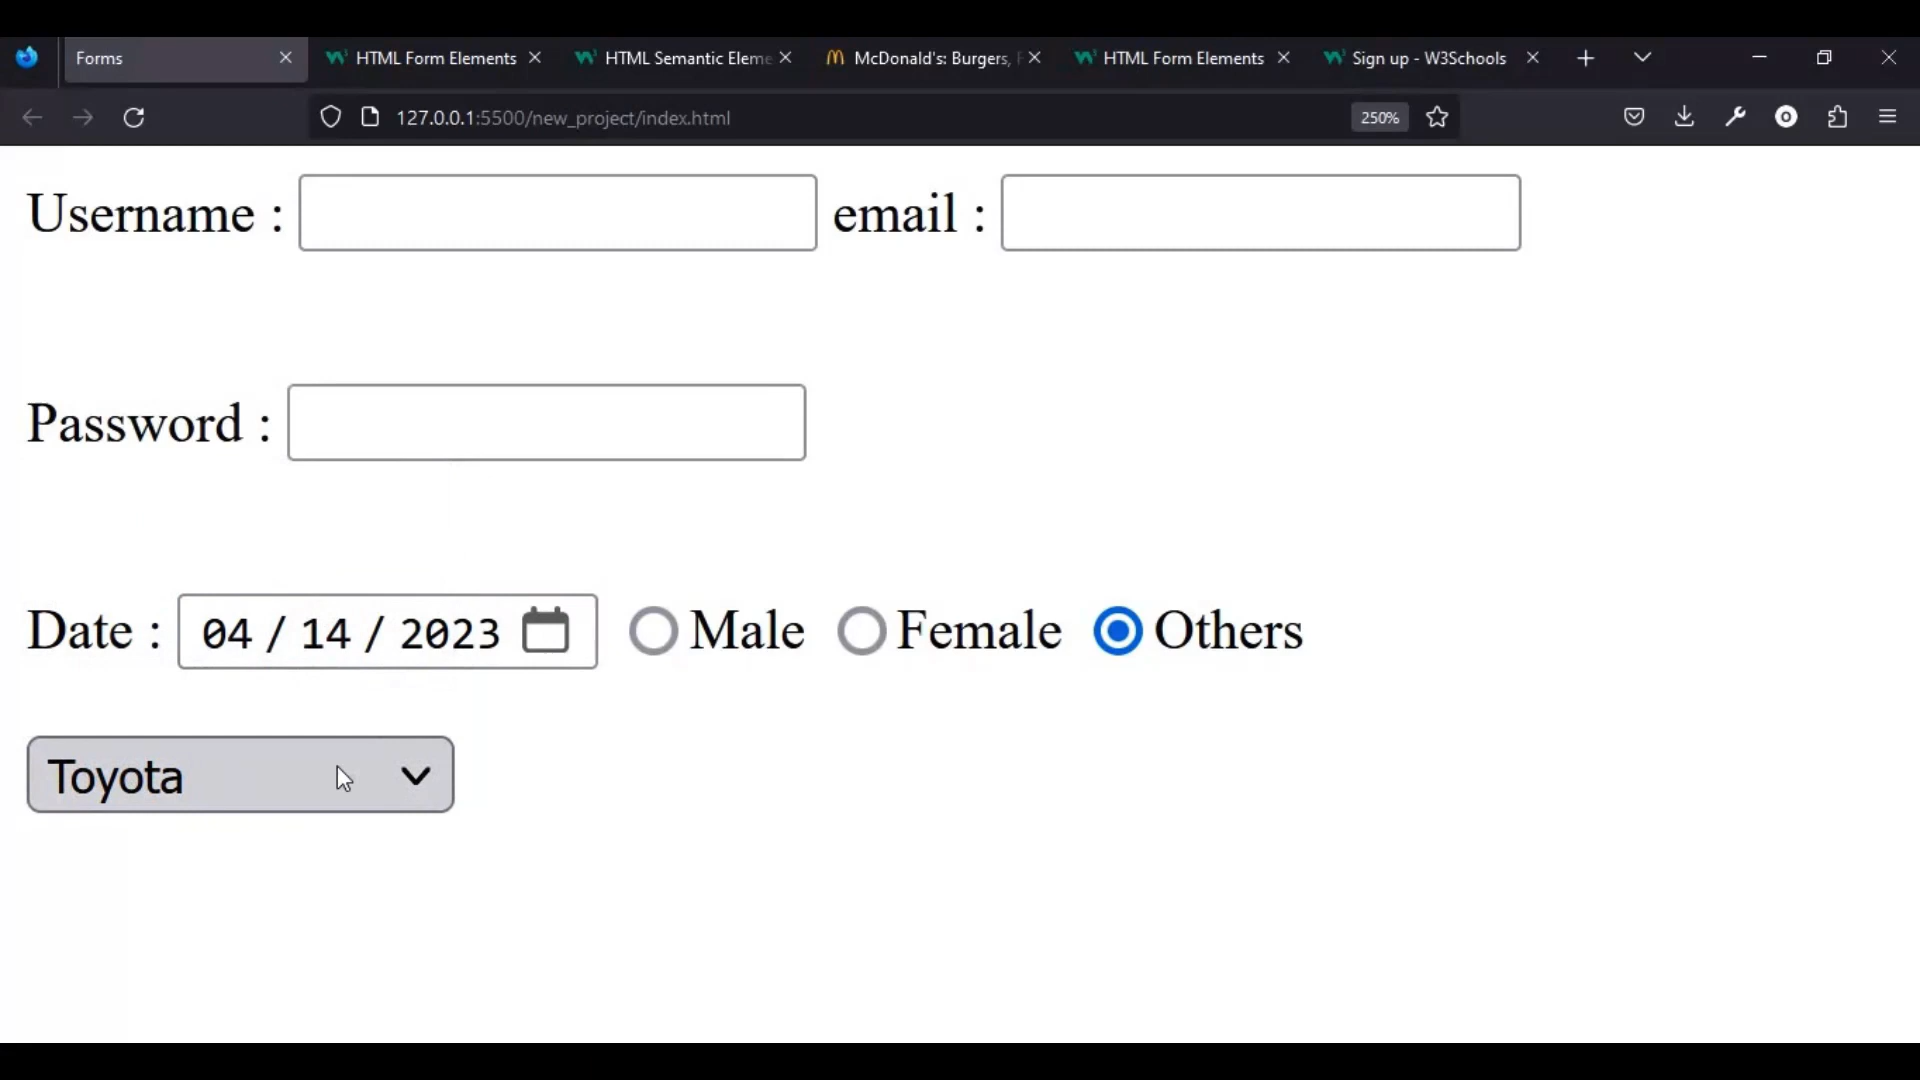 Forms HTML Form Elements HTML Semantic Eleme McDonald's: Burgers, HTML Form Elements Sign up - W3Schools
127.0.0.1:5500/new_project/index.html 250%
Username : email :
Password :
Date : 04 / 14 / 2023 Male Female Others
Toyota